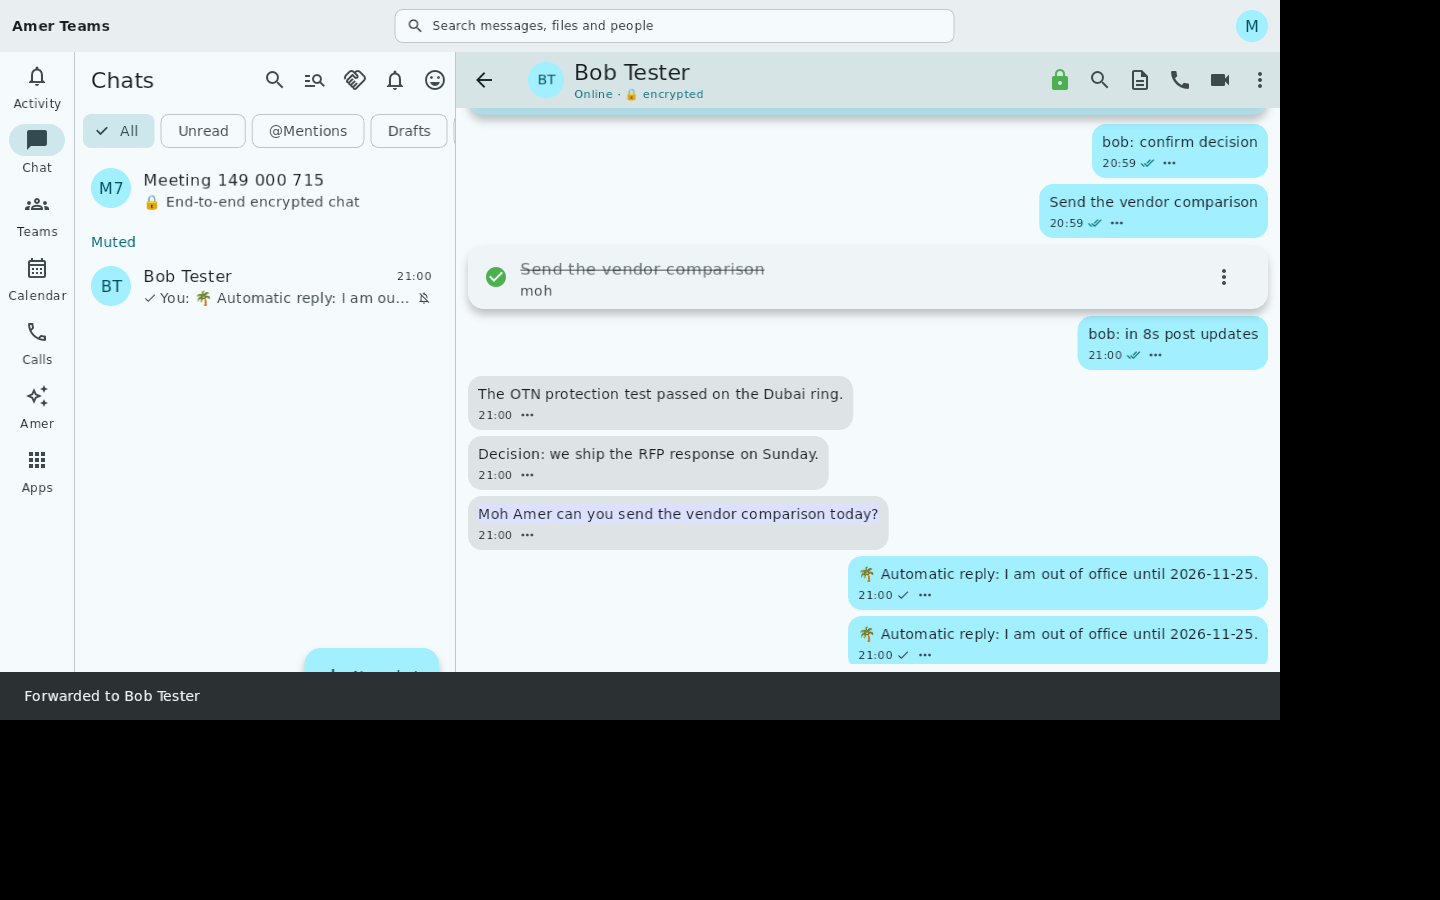 Amer Teams
Search messages, files and people
M
Activity
Chat
Teams
Calendar
Calls
Amer
Apps
Chats
All
Unread
@Mentions
Drafts
M7
Meeting 149 000 715
🔒 End-to-end encrypted chat
Muted
BT
Bob Tester
21:00
You: 🌴 Automatic reply: I am ou...
BT
Bob Tester
Online · 🔒 encrypted
bob: confirm decision
20:59
Send the vendor comparison
20:59
Send the vendor comparison
moh
bob: in 8s post updates
21:00
The OTN protection test passed on the Dubai ring.
21:00
Decision: we ship the RFP response on Sunday.
21:00
Moh Amer can you send the vendor comparison today?
21:00
🌴 Automatic reply: I am out of office until 2026-11-25.
21:00
🌴 Automatic reply: I am out of office until 2026-11-25.
21:00
Forwarded to Bob Tester